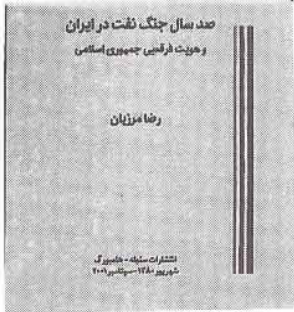 صد سال جنگ نفت در ایران
و هویت فرقه‌یی جمهوری اسلامی
رضا مرزبان
انتشارات سنبله - هامبورگ
شهریور ۱۳۸۰ - سپتامبر ۲۰۰۱